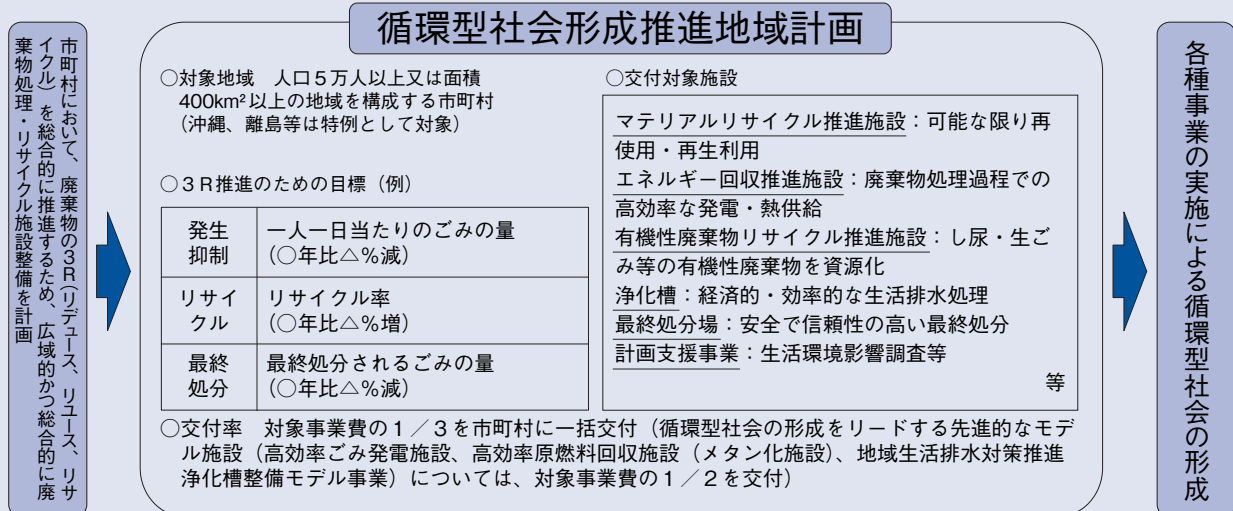 市町村において、廃棄物の３R（リデュース、リユース、リサ
イクル）を総合的に推進するため、広域的かつ総合的に廃
棄物処理・リサイクル施設整備を計画
循環型社会形成推進地域計画
○対象地域　人口５万人以上又は面積
400km²以上の地域を構成する市町村
（沖縄、離島等は特例として対象）
○３Ｒ推進のための目標（例）
発生
抑制
一人一日当たりのごみの量
（○年比△％減）
リサイ
クル
リサイクル率
（○年比△％増）
最終
処分
最終処分されるごみの量
（○年比△％減）
○交付対象施設
マテリアルリサイクル推進施設：可能な限り再
使用・再生利用
エネルギー回収推進施設：廃棄物処理過程での
高効率な発電・熱供給
有機性廃棄物リサイクル推進施設：し尿・生ご
み等の有機性廃棄物を資源化
浄化槽：経済的・効率的な生活排水処理
最終処分場：安全で信頼性の高い最終処分
計画支援事業：生活環境影響調査等
等
○交付率　対象事業費の１／３を市町村に一括交付（循環型社会の形成をリードする先進的なモデ
ル施設（高効率ごみ発電施設、高効率原燃料回収施設（メタン化施設）、地域生活排水対策推進
浄化槽整備モデル事業）については、対象事業費の１／２を交付）
各種事業の実施による循環型社会の形成